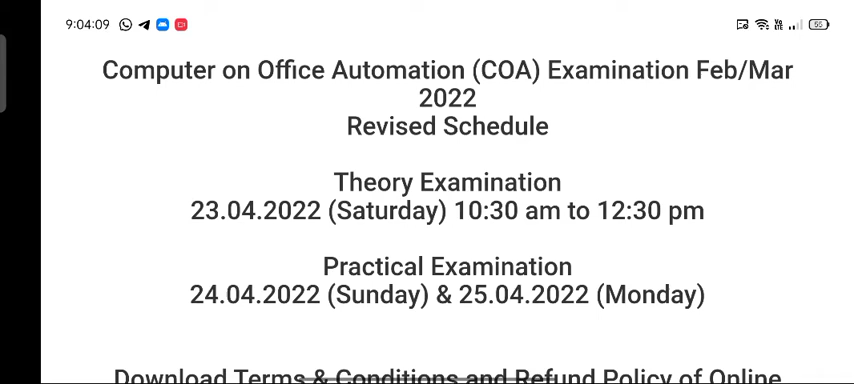 9:04:09
55
Computer on Office Automation (COA) Examination Feb/Mar
2022
Revised Schedule
Theory Examination
23.04.2022 (Saturday) 10:30 am to 12:30 pm
Practical Examination
24.04.2022 (Sunday) & 25.04.2022 (Monday)
Download Terms & Conditions and Refund Policy of Online